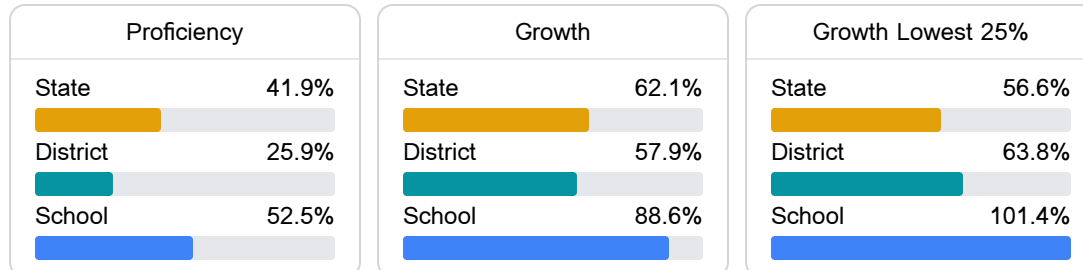 Proficiency
State 41.9%
District 25.9%
School 52.5%
Growth
State 62.1%
District 57.9%
School 88.6%
Growth Lowest 25%
State 56.6%
District 63.8%
School 101.4%